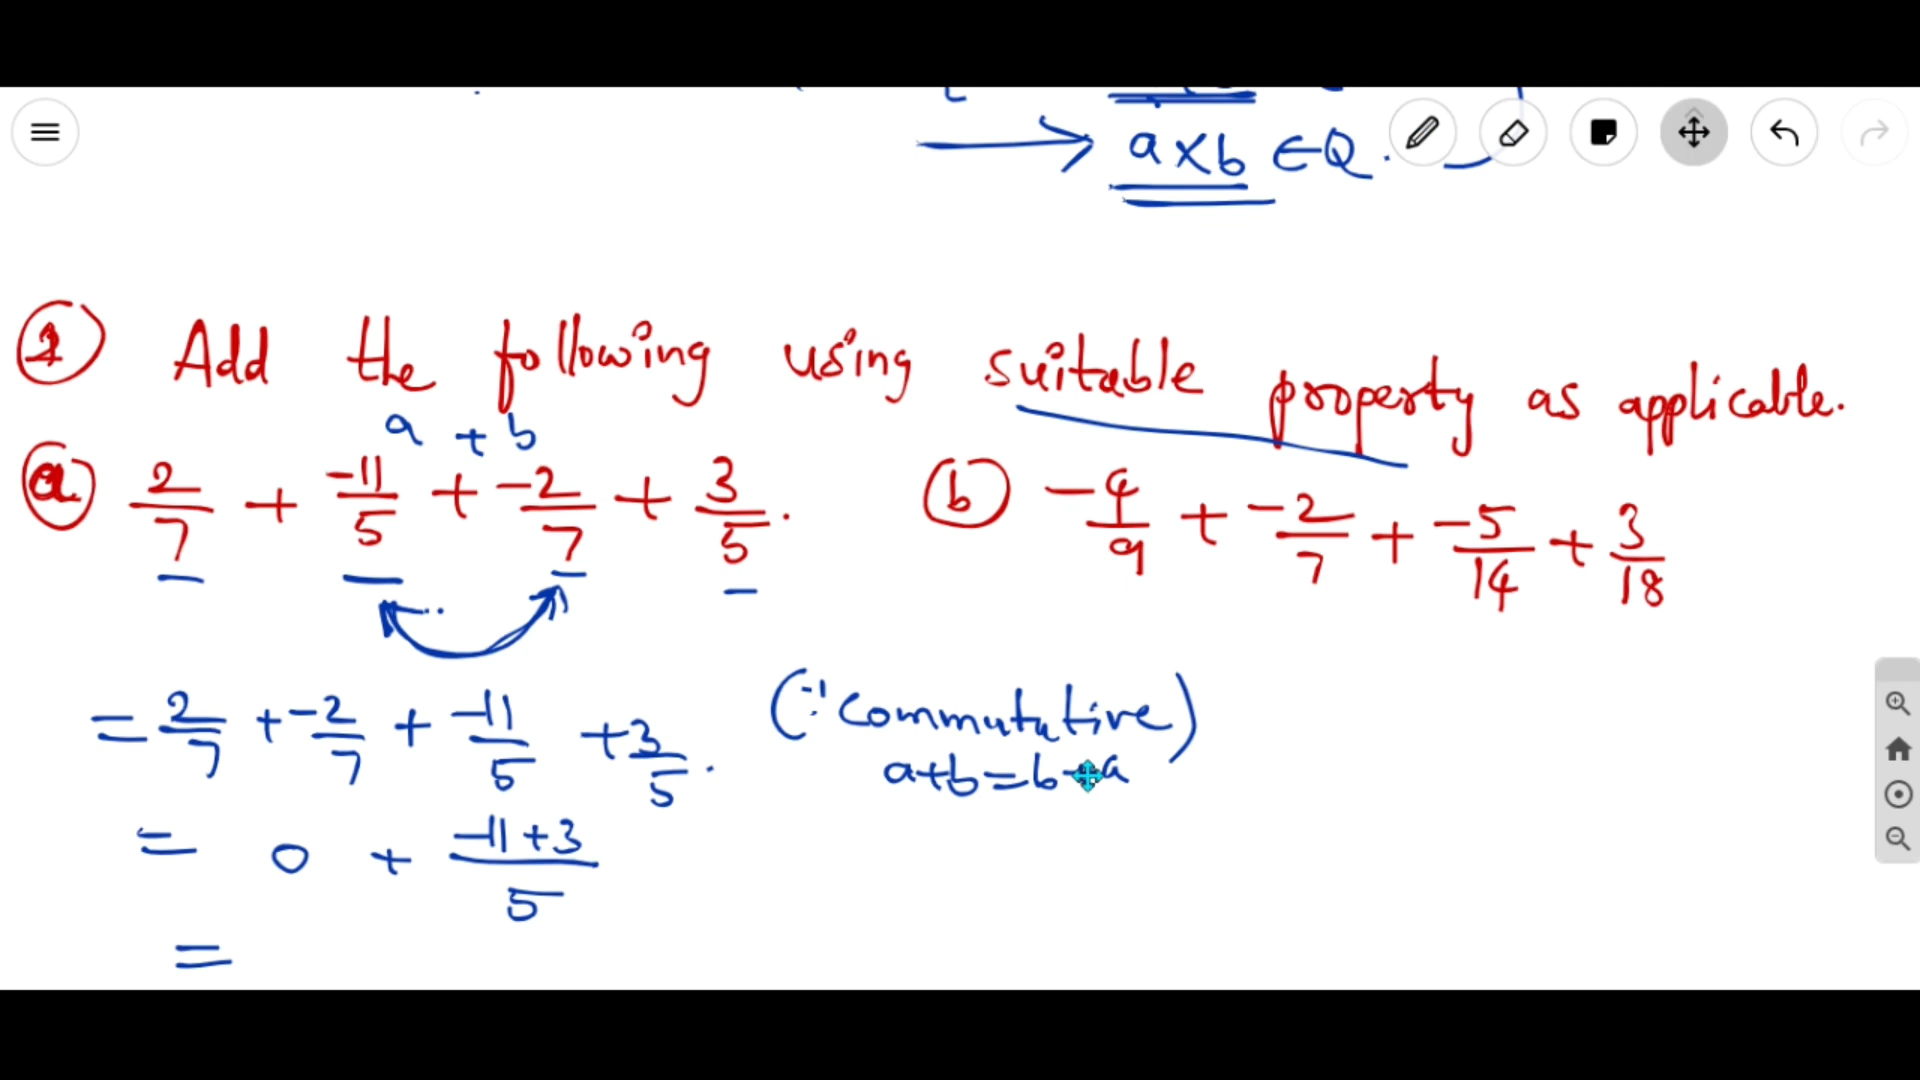 a×b ∈ Q.
1 Add the following using suitable property as applicable.
a + b
a 2/7 + -11/5 + -2/7 + 3/5.
b -4/9 + -2/7 + -5/14 + 3/18
= 2/7 + -2/7 + -11/5 + 3/5. (∵ Commutative)
a+b=b+a
= 0 + -11+3/5
=